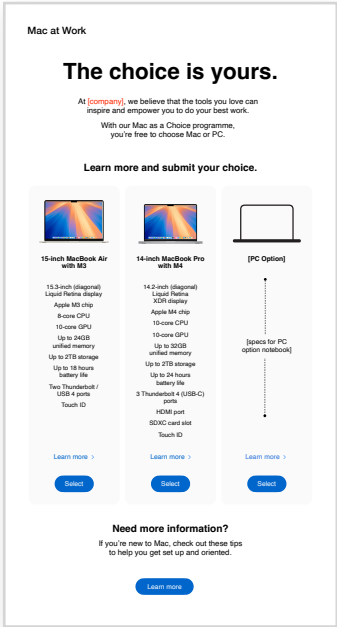 Mac at Work
The choice is yours.
At [company], we believe that the tools you love can
inspire and empower you to do your best work.
With our Mac as a Choice programme,
you're free to choose Mac or PC.
Learn more and submit your choice.
15-inch MacBook Air
with M3
15.3-inch (diagonal)
Liquid Retina display
Apple M3 chip
8-core CPU
10-core GPU
Up to 24GB
unified memory
Up to 2TB storage
Up to 18 hours
battery life
Two Thunderbolt /
USB 4 ports
Touch ID
Learn more >
Select
14-inch MacBook Pro
with M4
14.2-inch (diagonal)
Liquid Retina
XDR display
Apple M4 chip
10-core CPU
10-core GPU
Up to 32GB
unified memory
Up to 2TB storage
Up to 24 hours
battery life
3 Thunderbolt 4 (USB-C)
ports
HDMI port
SDXC card slot
Touch ID
Learn more >
Select
[PC Option]
[specs for PC
option notebook]
Learn more >
Select
Need more information?
If you're new to Mac, check out these tips
to help you get set up and oriented.
Learn more